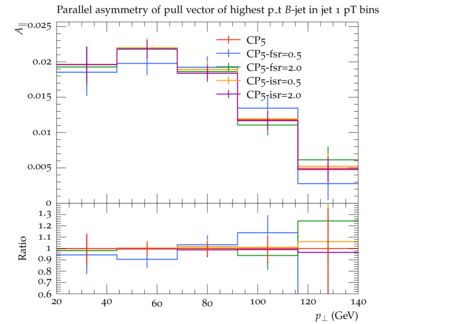 Parallel asymmetry of pull vector of highest p⊥ B-jet in jet 1 pT bins
A∥
0.025
0.02
0.015
0.01
0.005
0
CP5
CP5-fsr=0.5
CP5-fsr=2.0
CP5-isr=0.5
CP5-isr=2.0
Ratio
1.3
1.2
1.1
1
0.9
0.8
0.7
0.6
20 40 60 80 100 120 140
p⊥ (GeV)